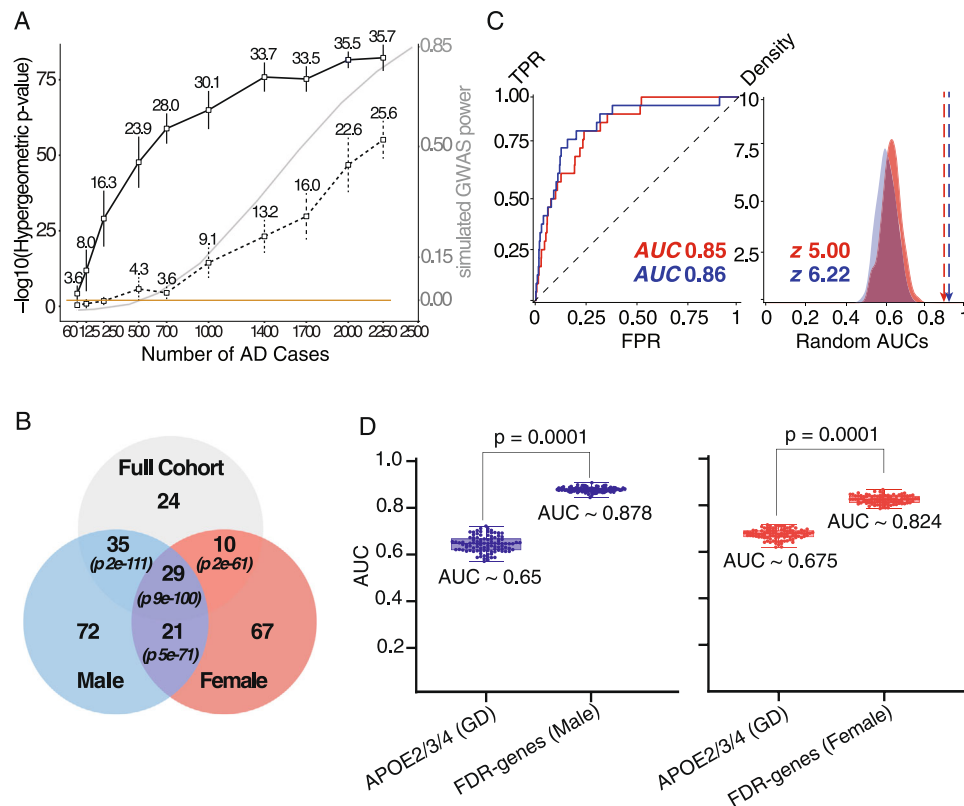 A
−log10(Hypergeometric p-value)
75
50
25
0
3.6
8.0
16.3
23.9
28.0
30.1
33.7
33.5
35.5
35.7
4.3
3.6
9.1
13.2
16.0
22.6
25.6
0.85
0.50
0.15
0.00
simulated GWAS power
60 125 250 500 700 1000 1400 1700 2000 2250 2500
Number of AD Cases
C
TPR
1.00
0.75
0.50
0.25
AUC 0.85
AUC 0.86
0 0.25 0.50 0.75 1
FPR
Density
10
7.5
5.0
2.5
0
z 5.00
z 6.22
0 0.2 0.4 0.6 0.8 1
Random AUCs
B
Full Cohort
24
35
(p 2e-111)
10
(p 2e-61)
29
(p 9e-100)
72
21
(p 5e-71)
67
Male
Female
D
p = 0.0001
AUC
1.0
0.8
0.6
0.4
0.2
AUC ~ 0.65
AUC ~ 0.878
APOE2/3/4 (GD)
FDR-genes (Male)
p = 0.0001
AUC ~ 0.675
AUC ~ 0.824
APOE2/3/4 (GD)
FDR-genes (Female)